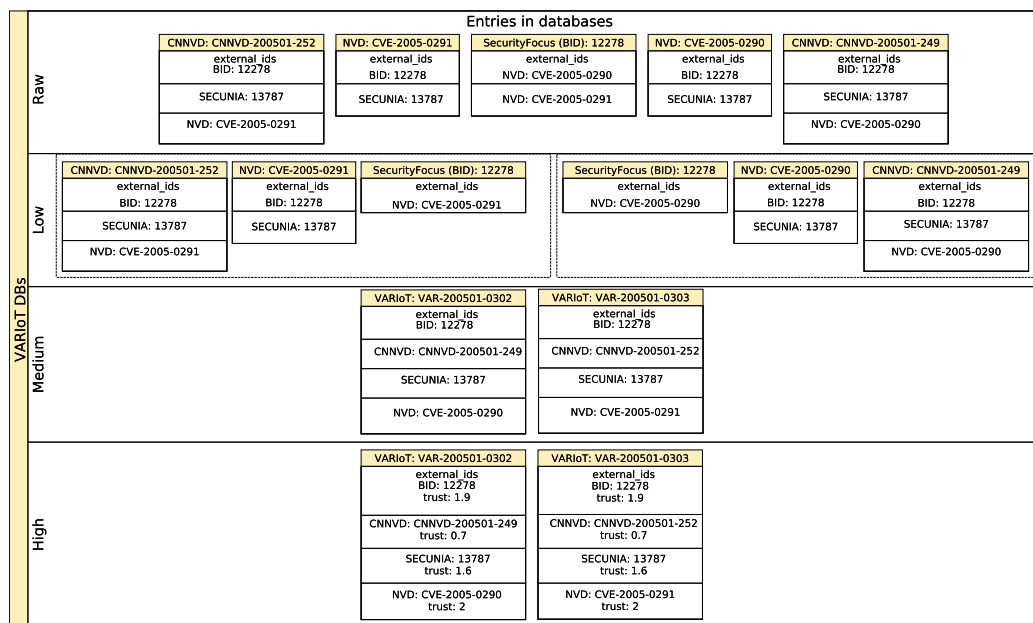 Entries in databases
VARIoT DBs
Raw
CNNVD: CNNVD-200501-252
external_ids
BID: 12278
SECUNIA: 13787
NVD: CVE-2005-0291
NVD: CVE-2005-0291
external_ids
BID: 12278
SECUNIA: 13787
SecurityFocus (BID): 12278
external_ids
NVD: CVE-2005-0290
NVD: CVE-2005-0291
NVD: CVE-2005-0290
external_ids
BID: 12278
SECUNIA: 13787
CNNVD: CNNVD-200501-249
external_ids
BID: 12278
SECUNIA: 13787
NVD: CVE-2005-0290
Low
CNNVD: CNNVD-200501-252
external_ids
BID: 12278
SECUNIA: 13787
NVD: CVE-2005-0291
NVD: CVE-2005-0291
external_ids
BID: 12278
SECUNIA: 13787
SecurityFocus (BID): 12278
external_ids
NVD: CVE-2005-0291
SecurityFocus (BID): 12278
external_ids
NVD: CVE-2005-0290
NVD: CVE-2005-0290
external_ids
BID: 12278
SECUNIA: 13787
CNNVD: CNNVD-200501-249
external_ids
BID: 12278
SECUNIA: 13787
NVD: CVE-2005-0290
Medium
VARIoT: VAR-200501-0302
external_ids
BID: 12278
CNNVD: CNNVD-200501-249
SECUNIA: 13787
NVD: CVE-2005-0290
VARIoT: VAR-200501-0303
external_ids
BID: 12278
CNNVD: CNNVD-200501-252
SECUNIA: 13787
NVD: CVE-2005-0291
High
VARIoT: VAR-200501-0302
external_ids
BID: 12278
trust: 1.9
CNNVD: CNNVD-200501-249
trust: 0.7
SECUNIA: 13787
trust: 1.6
NVD: CVE-2005-0290
trust: 2
VARIoT: VAR-200501-0303
external_ids
BID: 12278
trust: 1.9
CNNVD: CNNVD-200501-252
trust: 0.7
SECUNIA: 13787
trust: 1.6
NVD: CVE-2005-0291
trust: 2